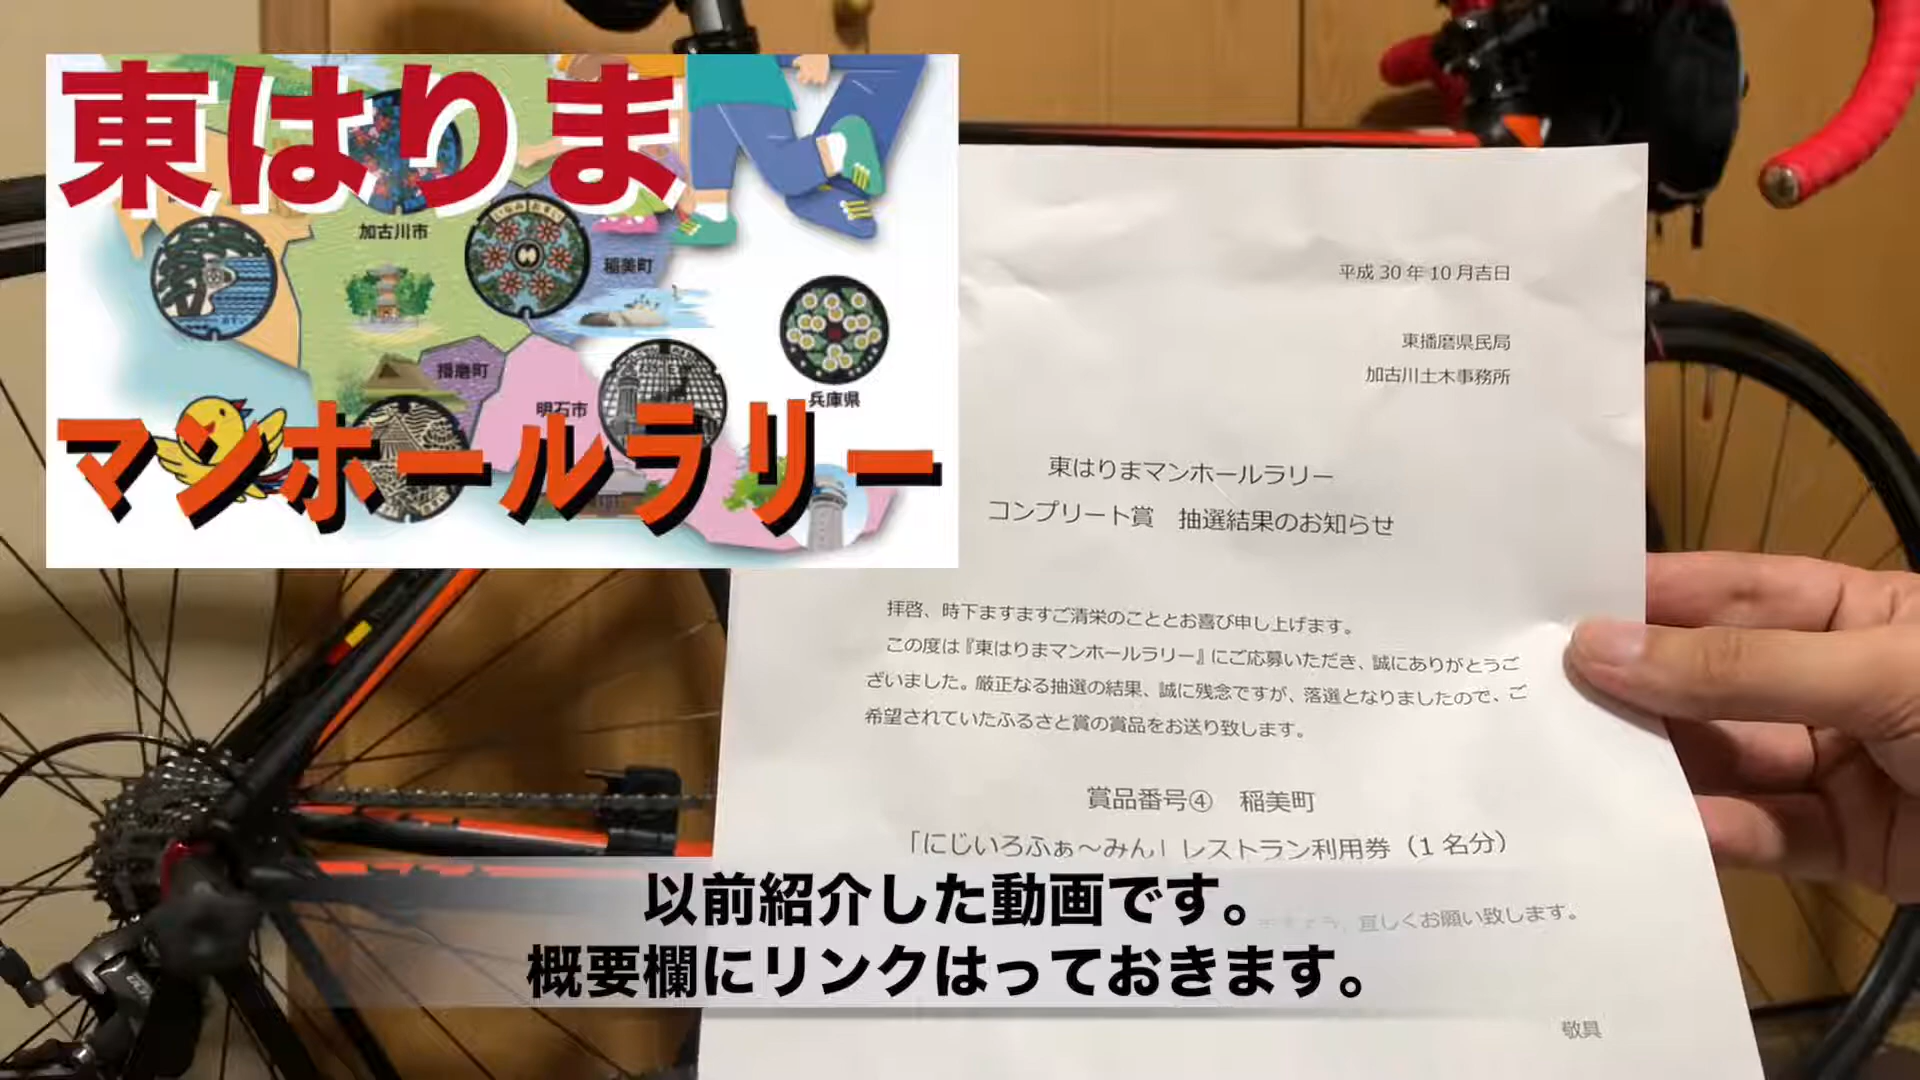 東はりま
加古川市
稲美町
播磨町
明石市
兵庫県
マンホールラリー
平成 30 年 10 月吉日
東播磨県民局
加古川土木事務所
東はりまマンホールラリー
コンプリート賞　抽選結果のお知らせ
拝啓、時下ますますご清栄のこととお喜び申し上げます。
この度は『東はりまマンホールラリー』にご応募いただき、誠にありがとうご
ざいました。厳正なる抽選の結果、誠に残念ですが、落選となりましたので、ご
希望されていたふるさと賞の賞品をお送り致します。
賞品番号④　稲美町
「にじいろふぁ～みん」レストラン利用券（1 名分）
宜しくお願い致します。
敬具
以前紹介した動画です。
概要欄にリンクはっておきます。